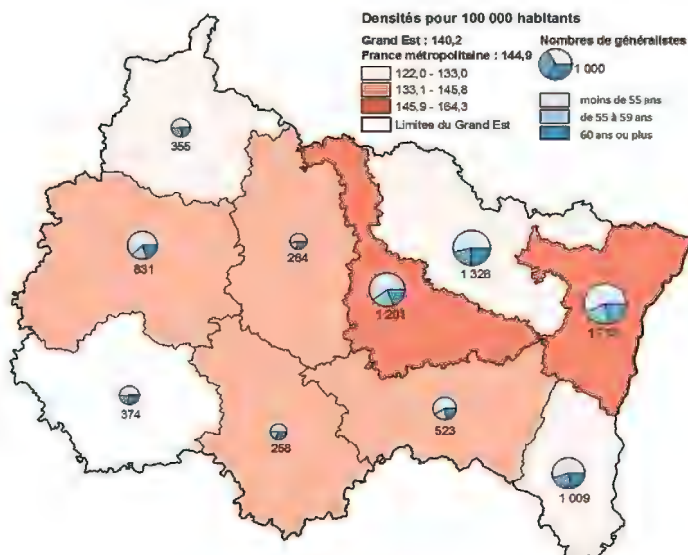 Densités pour 100 000 habitants
Grand Est : 140,2
France métropolitaine : 144,9
122,0 - 133,0
133,1 - 145,8
145,9 - 164,3
Limites du Grand Est
Nombres de généralistes
1 000
moins de 55 ans
de 55 à 59 ans
60 ans ou plus
355
831
264
1 328
1 201
374
258
523
1 009